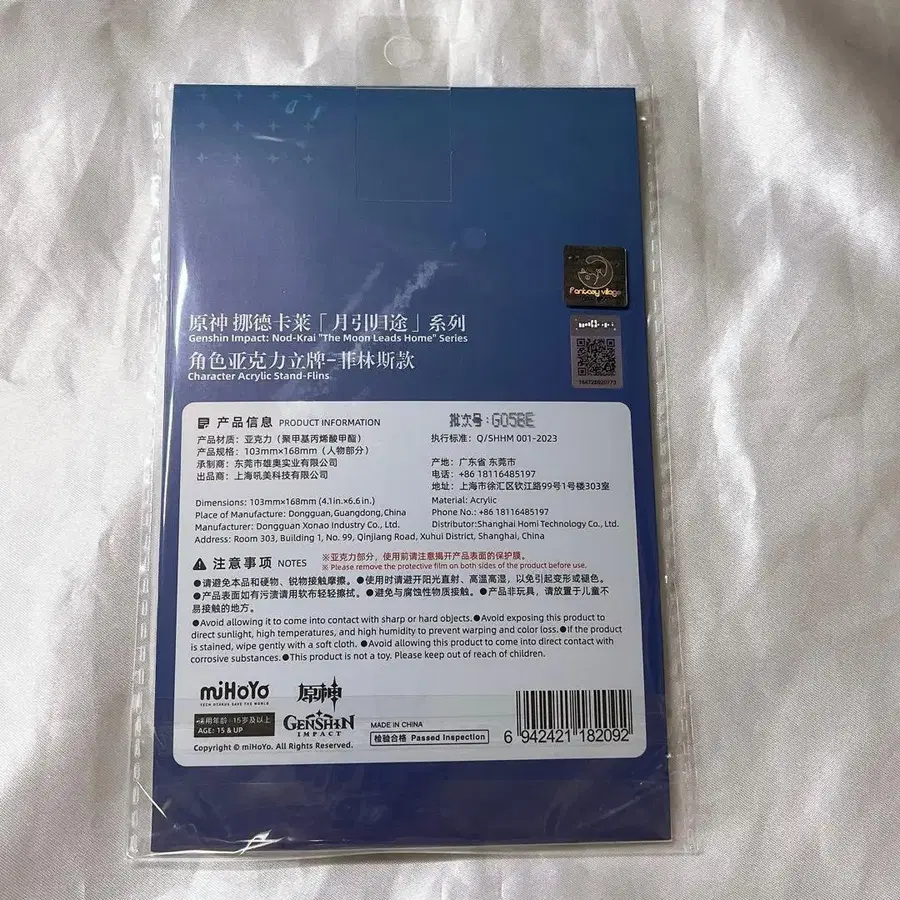 Fantasy village
原神 挪德卡莱「月引归途」系列
Genshin Impact: Nod-Krai "The Moon Leads Home" Series
角色亚克力立牌-菲林斯款
Character Acrylic Stand-Flins
产品信息 PRODUCT INFORMATION
批次号:G05BE
产品材质:亚克力(聚甲基丙烯酸甲酯)
执行标准:Q/SHHM 001-2023
产品规格:103mm×168mm(人物部分)
承制商:东莞市雄奥实业有限公司
产地:广东省 东莞市
出品商:上海吼美科技有限公司
电话:+86 18116485197
地址:上海市徐汇区钦江路99号1号楼303室
Dimensions: 103mm×168mm (4.1in.×6.6in.)
Material: Acrylic
Place of Manufacture: Dongguan,Guangdong,China
Phone No.: +86 18116485197
Manufacturer: Dongguan Xonao Industry Co., Ltd.
Distributor:Shanghai Homi Technology Co., Ltd.
Address: Room 303, Building 1, No. 99, Qinjiang Road, Xuhui District, Shanghai, China
注意事项 NOTES
※亚克力部分,使用前请注意揭开产品表面的保护膜。
※ Please remove the protective film on both sides of the product before use.
●请避免本品和硬物、锐物接触摩擦。●使用时请避开阳光直射、高温高湿,以免引起变形或褪色。
●产品表面如有污渍请用软布轻轻擦拭。●避免与腐蚀性物质接触。●产品非玩具,请放置于儿童不
易接触的地方。
●Avoid allowing it to come into contact with sharp or hard objects.●Avoid exposing this product to
direct sunlight, high temperatures, and high humidity to prevent warping and color loss.●If the product
is stained, wipe gently with a soft cloth. ●Avoid allowing this product to come into direct contact with
corrosive substances.●This product is not a toy. Please keep out of reach of children.
miHoYo
TECH OTAKUS SAVE THE WORLD
原神
GENSHIN
IMPACT
适用年龄:15岁及以上
AGE: 15 & UP
MADE IN CHINA
检验合格 Passed Inspection
Copyright © miHoYo. All Rights Reserved.
6 942421 182092